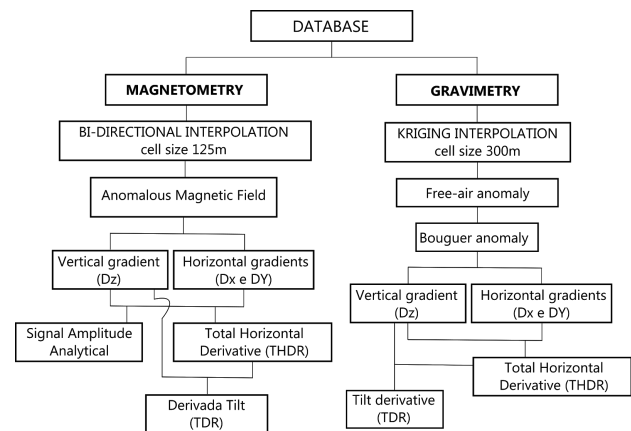 DATABASE
MAGNETOMETRY
GRAVIMETRY
BI-DIRECTIONAL INTERPOLATION
cell size 125m
KRIGING INTERPOLATION
cell size 300m
Anomalous Magnetic Field
Free-air anomaly
Bouguer anomaly
Vertical gradient
(Dz)
Horizontal gradients
(Dx e DY)
Vertical gradient
(Dz)
Horizontal gradients
(Dx e DY)
Signal Amplitude
Analytical
Total Horizontal
Derivative (THDR)
Total Horizontal
Derivative (THDR)
Derivada Tilt
(TDR)
Tilt derivative
(TDR)